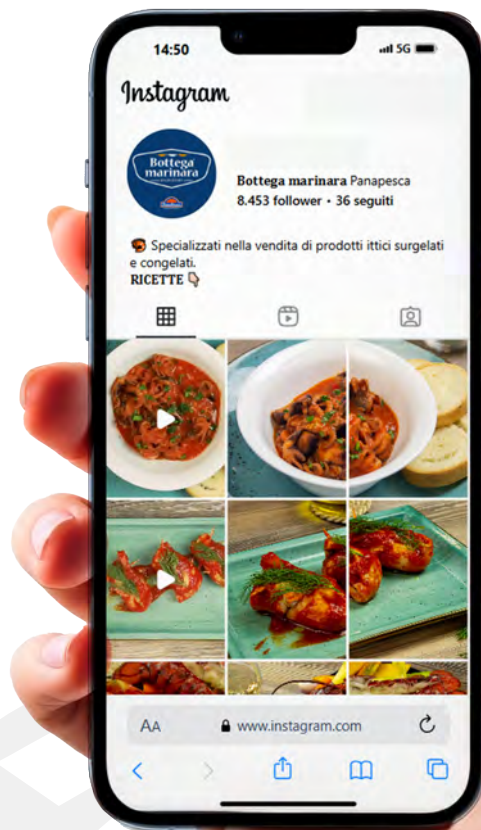 14:50
5G
Instagram
Bottega
marinara
Bottega marinara Panapesca
8.453 follower • 36 seguiti
Specializzati nella vendita di prodotti ittici surgelati
e congelati.
RICETTE
AA
www.instagram.com